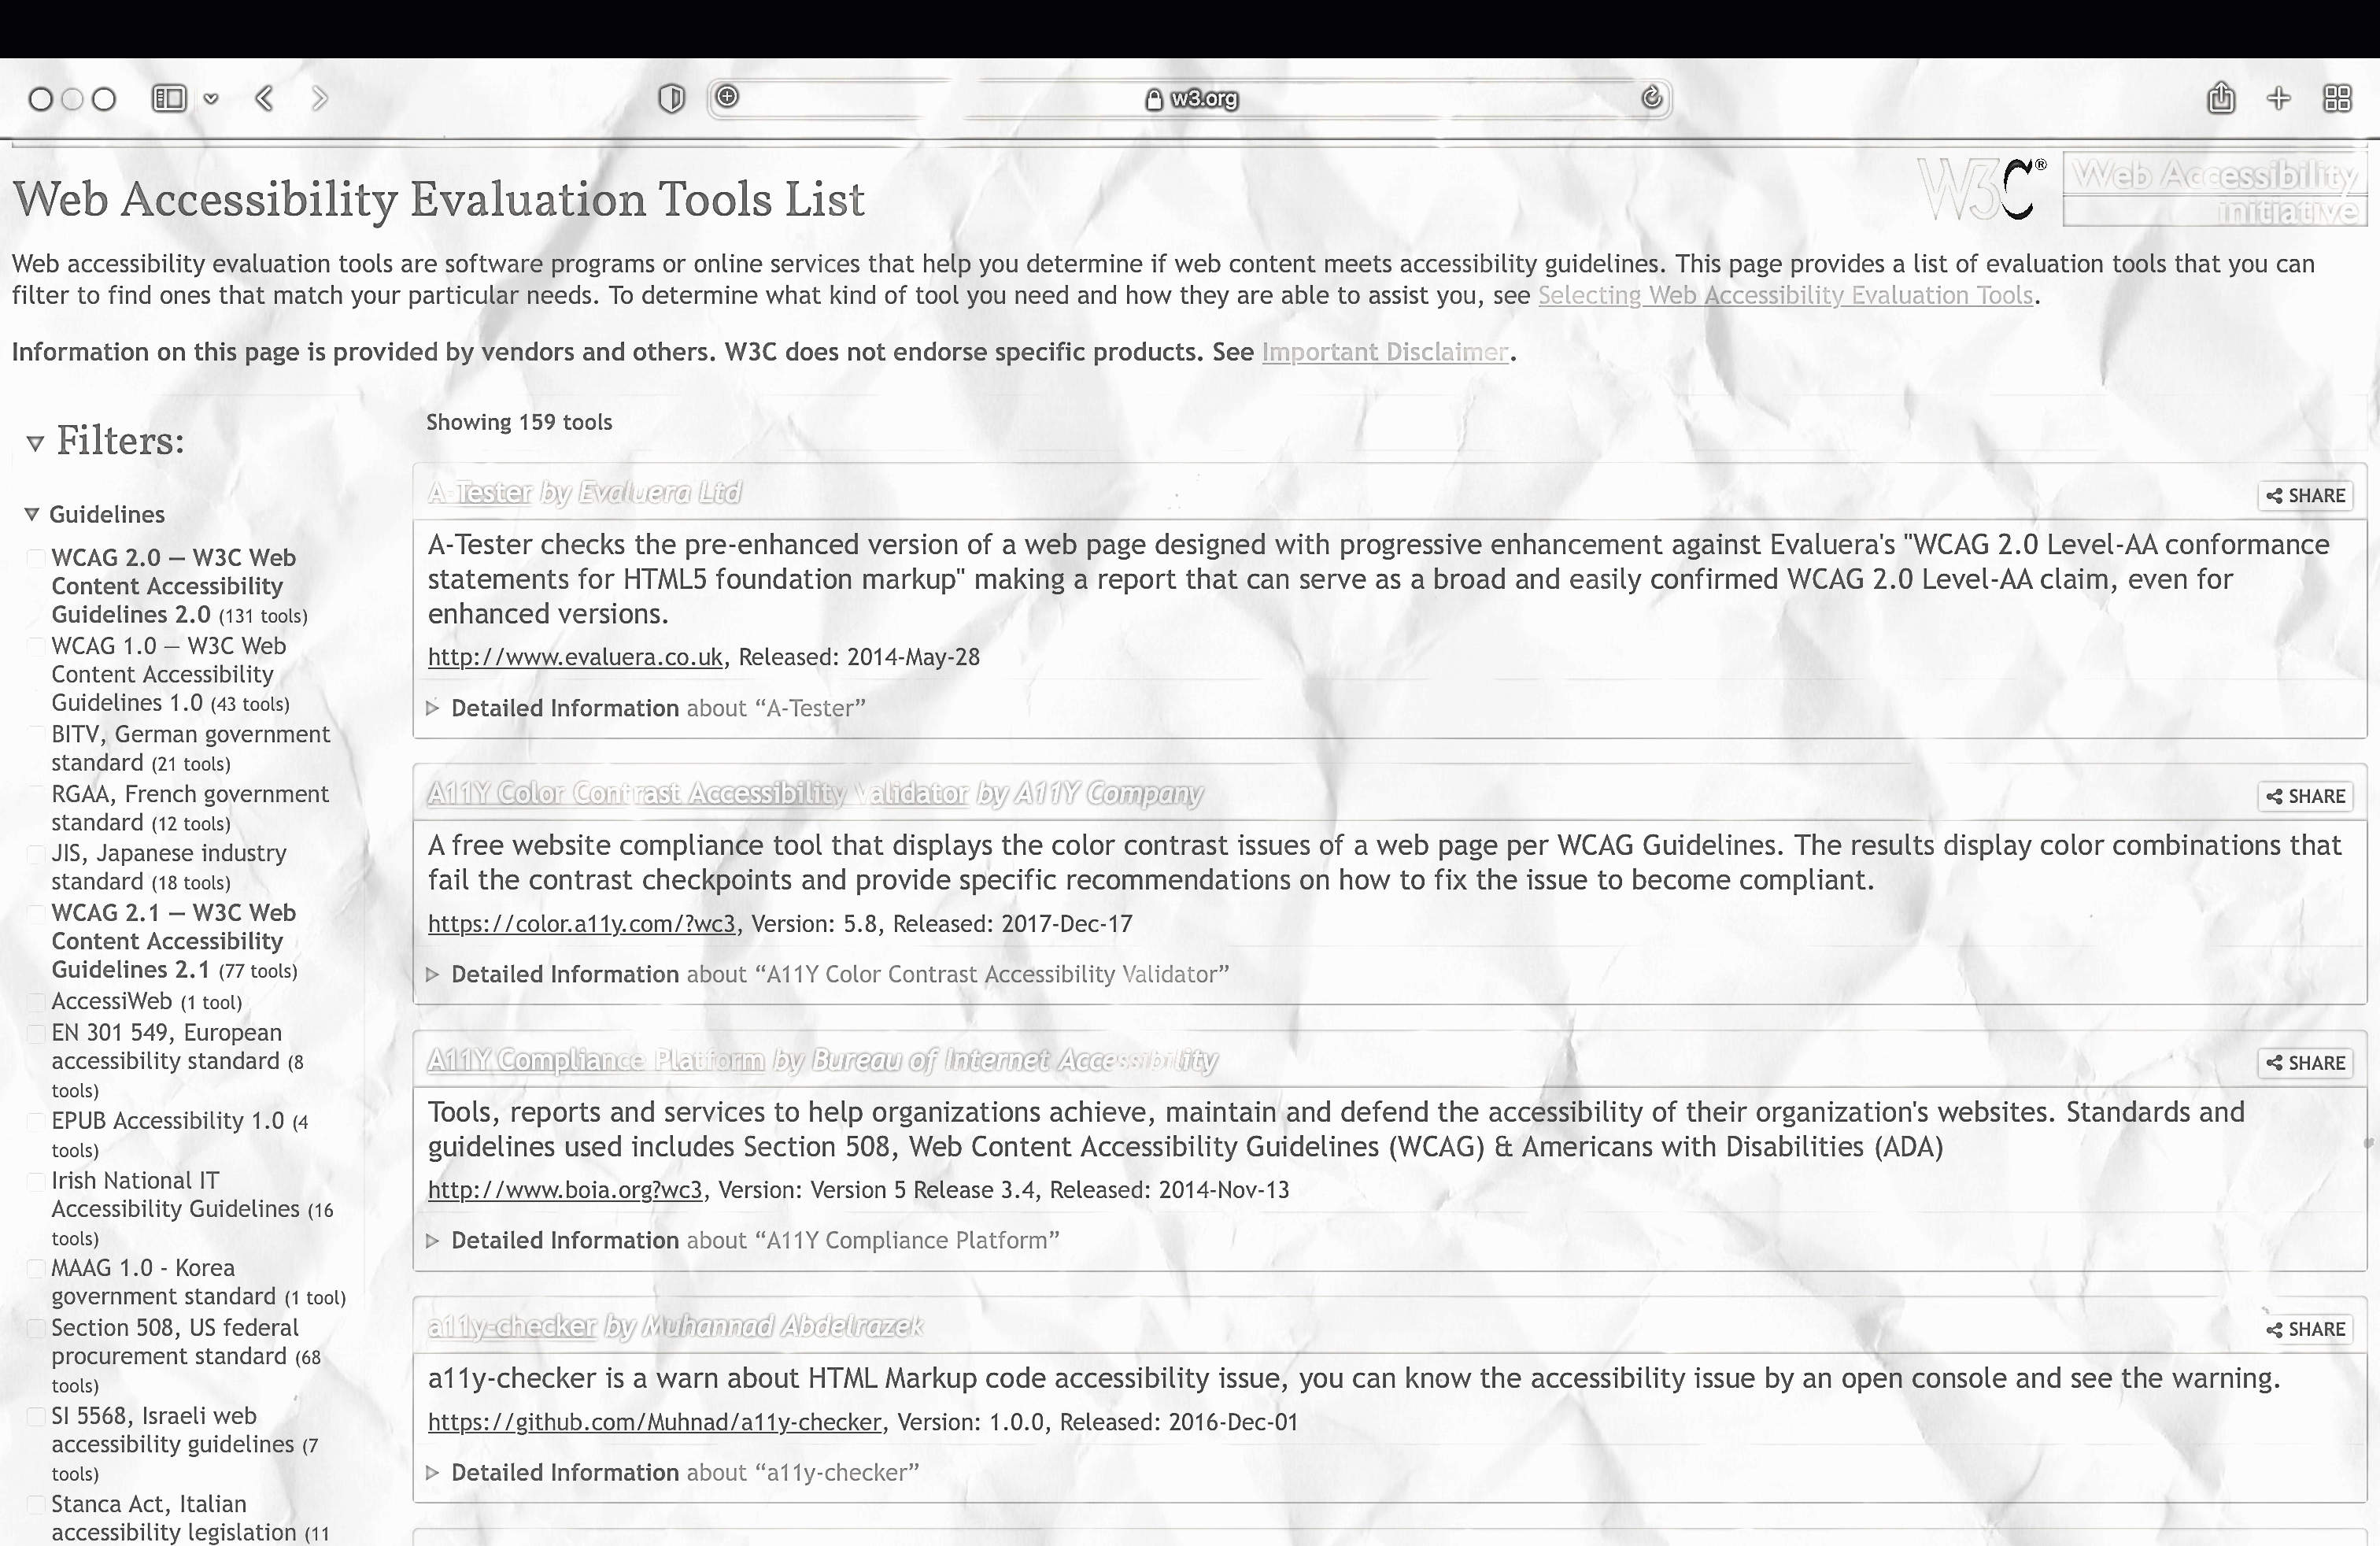 w3.org
Web Accessibility Evaluation Tools List
W3C®
Web Accessibility
initiative
Web accessibility evaluation tools are software programs or online services that help you determine if web content meets accessibility guidelines. This page provides a list of evaluation tools that you can
filter to find ones that match your particular needs. To determine what kind of tool you need and how they are able to assist you, see Selecting Web Accessibility Evaluation Tools.
Information on this page is provided by vendors and others. W3C does not endorse specific products. See Important Disclaimer.
Filters:
Guidelines
WCAG 2.0 — W3C Web
Content Accessibility
Guidelines 2.0 (131 tools)
WCAG 1.0 — W3C Web
Content Accessibility
Guidelines 1.0 (43 tools)
BITV, German government
standard (21 tools)
RGAA, French government
standard (12 tools)
JIS, Japanese industry
standard (18 tools)
WCAG 2.1 — W3C Web
Content Accessibility
Guidelines 2.1 (77 tools)
AccessiWeb (1 tool)
EN 301 549, European
accessibility standard (8
tools)
EPUB Accessibility 1.0 (4
tools)
Irish National IT
Accessibility Guidelines (16
tools)
MAAG 1.0 - Korea
government standard (1 tool)
Section 508, US federal
procurement standard (68
tools)
SI 5568, Israeli web
accessibility guidelines (7
tools)
Stanca Act, Italian
accessibility legislation (11
Showing 159 tools
A-Tester by Evaluera Ltd
SHARE
A-Tester checks the pre-enhanced version of a web page designed with progressive enhancement against Evaluera's "WCAG 2.0 Level-AA conformance
statements for HTML5 foundation markup" making a report that can serve as a broad and easily confirmed WCAG 2.0 Level-AA claim, even for
enhanced versions.
http://www.evaluera.co.uk, Released: 2014-May-28
Detailed Information about “A-Tester”
A11Y Color Contrast Accessibility Validator by A11Y Company
SHARE
A free website compliance tool that displays the color contrast issues of a web page per WCAG Guidelines. The results display color combinations that
fail the contrast checkpoints and provide specific recommendations on how to fix the issue to become compliant.
https://color.a11y.com/?wc3, Version: 5.8, Released: 2017-Dec-17
Detailed Information about “A11Y Color Contrast Accessibility Validator”
A11Y Compliance Platform by Bureau of Internet Accessibility
SHARE
Tools, reports and services to help organizations achieve, maintain and defend the accessibility of their organization's websites. Standards and
guidelines used includes Section 508, Web Content Accessibility Guidelines (WCAG) & Americans with Disabilities (ADA)
http://www.boia.org?wc3, Version: Version 5 Release 3.4, Released: 2014-Nov-13
Detailed Information about “A11Y Compliance Platform”
a11y-checker by Muhannad Abdelrazek
SHARE
a11y-checker is a warn about HTML Markup code accessibility issue, you can know the accessibility issue by an open console and see the warning.
https://github.com/Muhnad/a11y-checker, Version: 1.0.0, Released: 2016-Dec-01
Detailed Information about “a11y-checker”